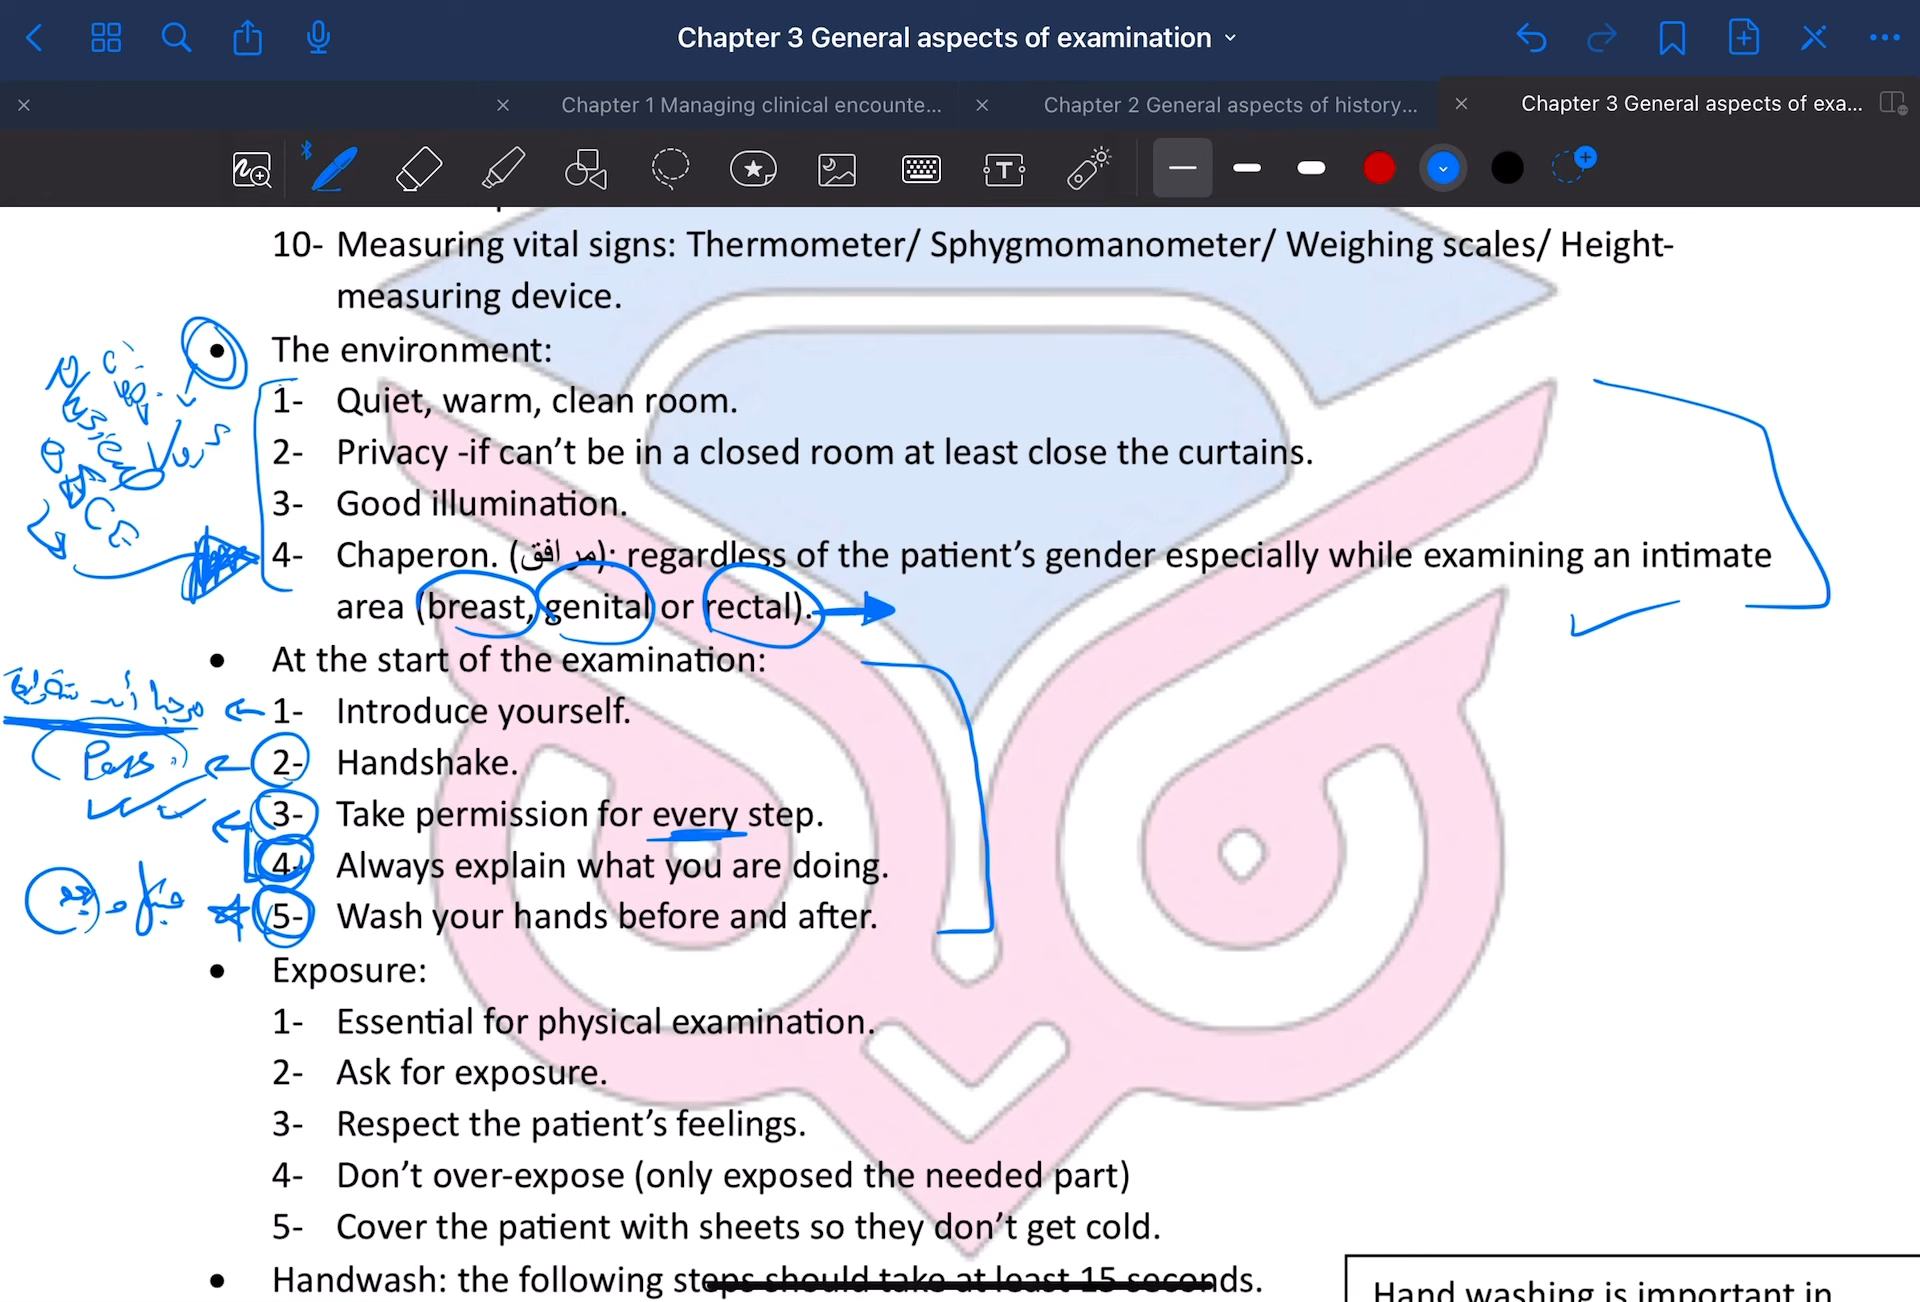 Chapter 3 General aspects of examination
Chapter 1 Managing clinical encounte...
Chapter 2 General aspects of history...
Chapter 3 General aspects of exa...
T
10- Measuring vital signs: Thermometer/ Sphygmomanometer/ Weighing scales/ Height-
measuring device.
• The environment:
1- Quiet, warm, clean room.
2- Privacy -if can’t be in a closed room at least close the curtains.
3- Good illumination.
4- Chaperon. (مرافق): regardless of the patient’s gender especially while examining an intimate
area (breast, genital or rectal).
• At the start of the examination:
1- Introduce yourself.
2- Handshake.
(Pass)
3- Take permission for every step.
4- Always explain what you are doing.
5- Wash your hands before and after.
• Exposure:
1- Essential for physical examination.
2- Ask for exposure.
3- Respect the patient’s feelings.
4- Don’t over-expose (only exposed the needed part)
5- Cover the patient with sheets so they don’t get cold.
• Handwash: the following steps should take at least 15 seconds.
Hand washing is important in